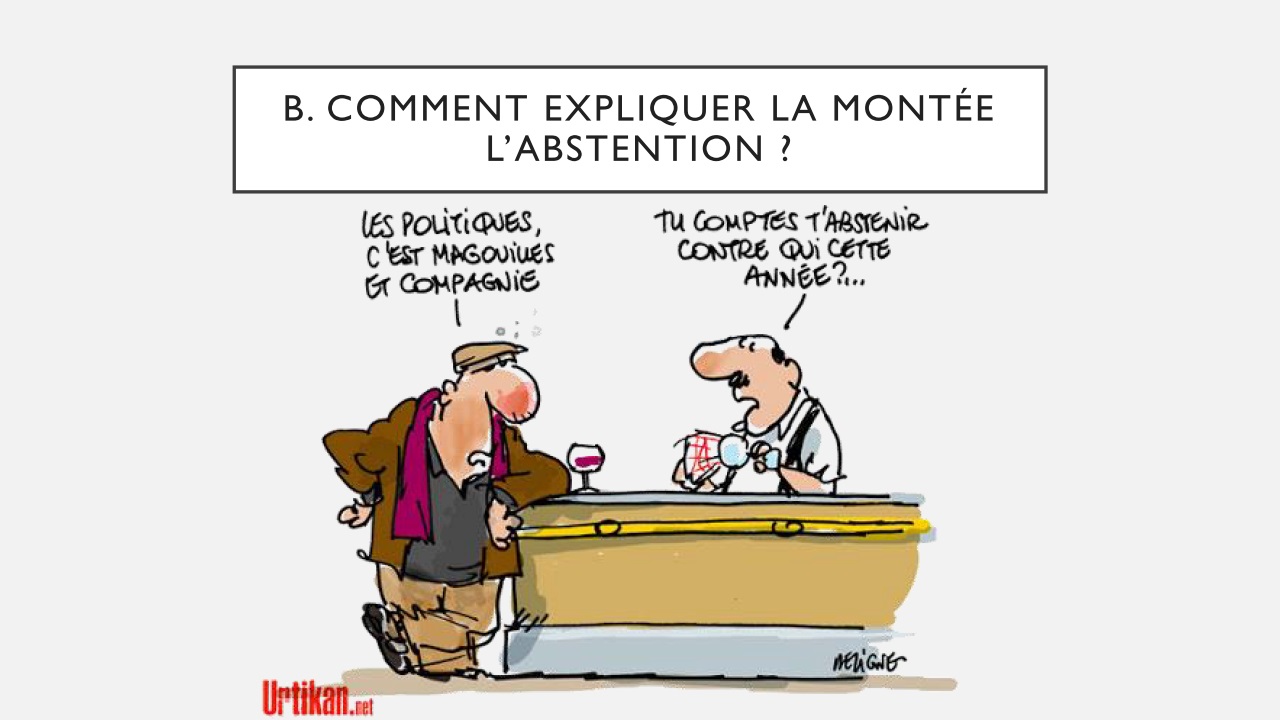 B. COMMENT EXPLIQUER LA MONTÉE
L'ABSTENTION ?
LES POLITIQUES,
C'EST MAGOUILLES
ET COMPAGNIE
TU COMPTES T'ABSTENIR
CONTRE QUI CETTE
ANNÉE?...
DELIGNE
Urtikan.net